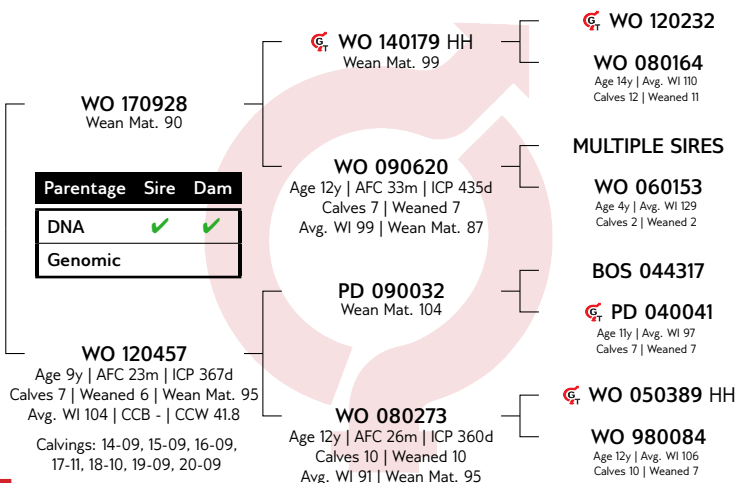 WO 170928
Wean Mat. 90
Parentage Sire Dam
DNA ✔ ✔
Genomic
WO 120457
Age 9y | AFC 23m | ICP 367d
Calves 7 | Weaned 6 | Wean Mat. 95
Avg. WI 104 | CCB - | CCW 41.8
Calvings: 14-09, 15-09, 16-09,
17-11, 18-10, 19-09, 20-09
GT WO 140179 HH
Wean Mat. 99
WO 090620
Age 12y | AFC 33m | ICP 435d
Calves 7 | Weaned 7
Avg. WI 99 | Wean Mat. 87
PD 090032
Wean Mat. 104
WO 080273
Age 12y | AFC 26m | ICP 360d
Calves 10 | Weaned 10
Avg. WI 91 | Wean Mat. 95
GT WO 120232
WO 080164
Age 14y | Avg. WI 110
Calves 12 | Weaned 11
MULTIPLE SIRES
WO 060153
Age 4y | Avg. WI 129
Calves 2 | Weaned 2
BOS 044317
GT PD 040041
Age 11y | Avg. WI 97
Calves 7 | Weaned 7
GT WO 050389 HH
WO 980084
Age 12y | Avg. WI 106
Calves 10 | Weaned 7